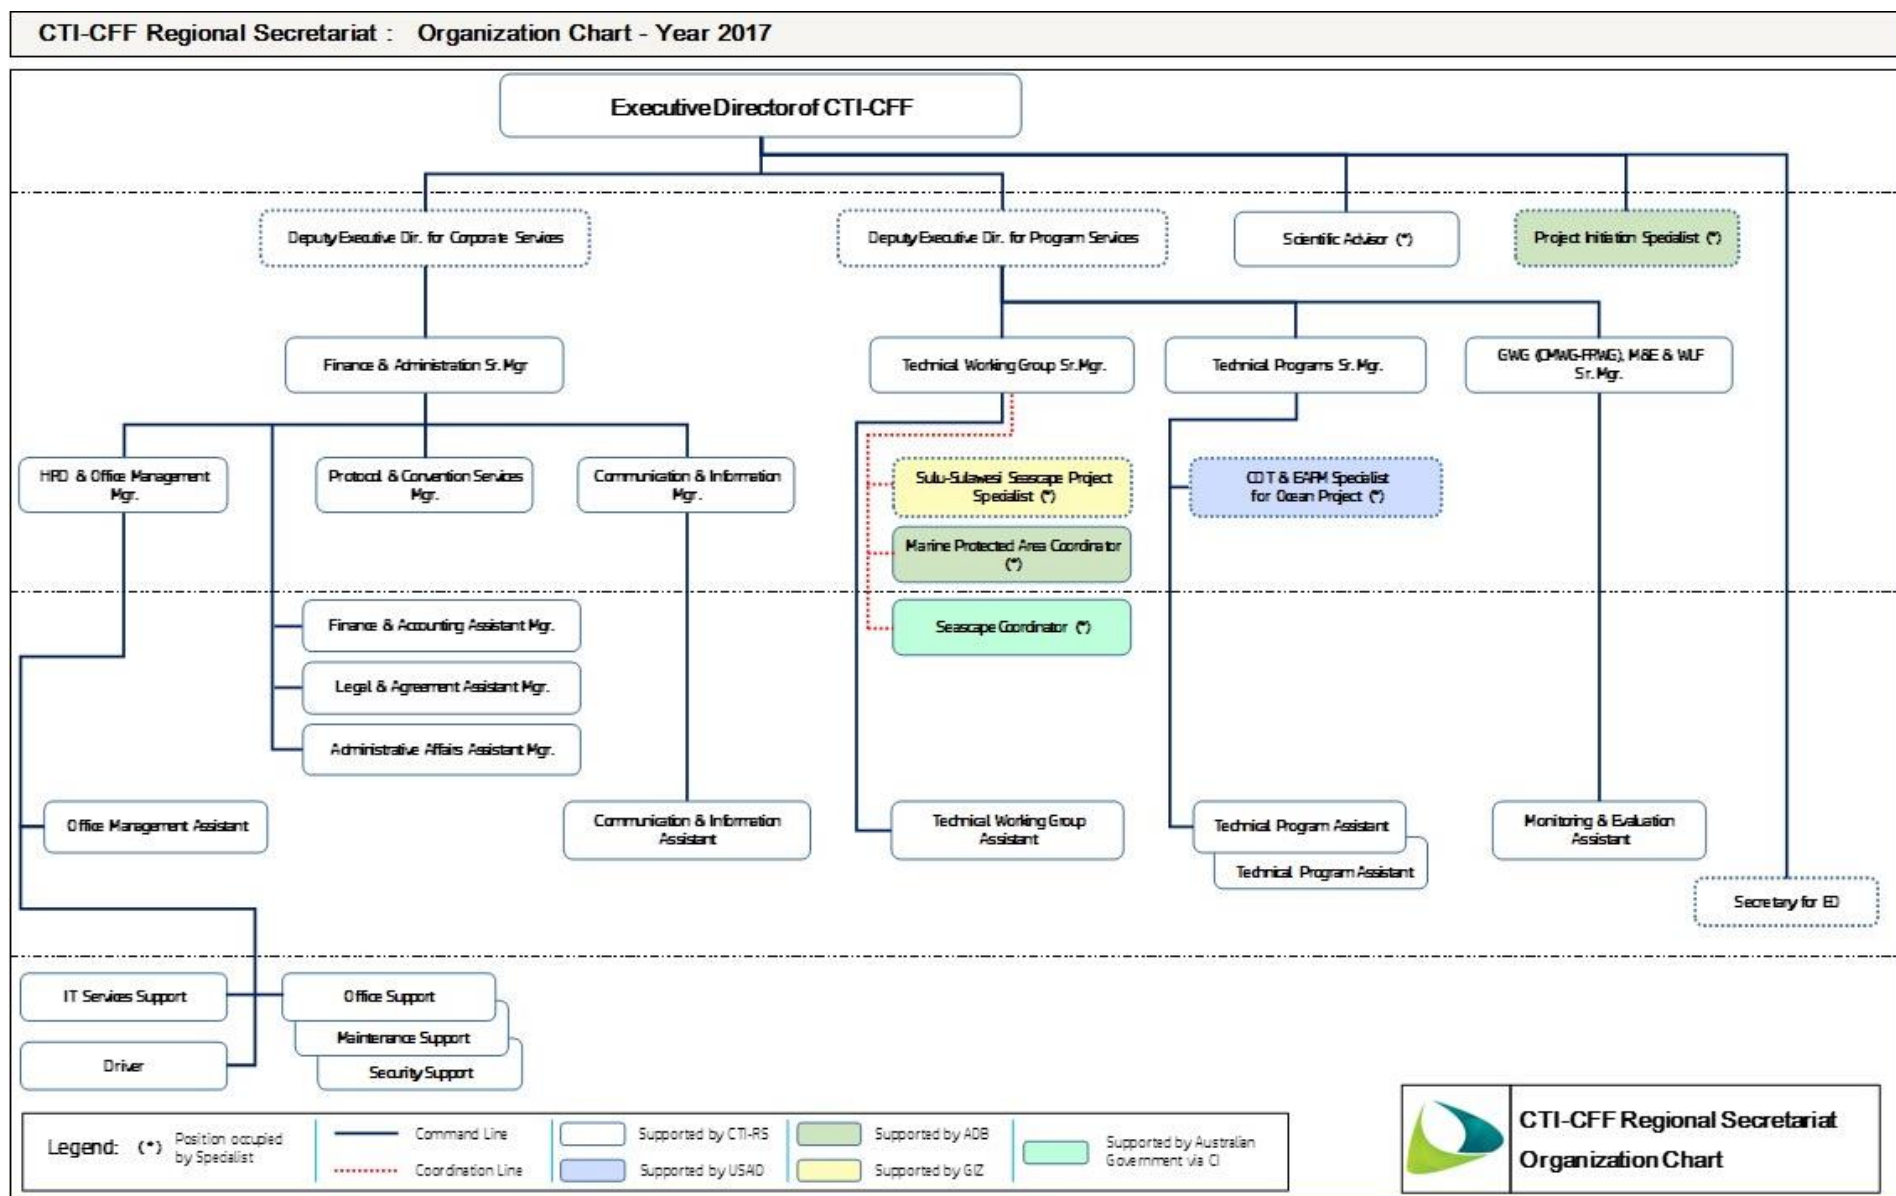 CTI-CFF Regional Secretariat : Organization Chart - Year 2017
Executive Director of CTI-CFF
Deputy Executive Dir. for Corporate Services
Deputy Executive Dir. for Program Services
Scientific Advisor (*)
Project Initiation Specialist (*)
Finance & Administration Sr. Mgr
Technical Working Group Sr. Mgr.
Technical Programs Sr. Mgr.
GWG (CMWG-FRWG), M&E & WLF
Sr. Mgr.
HRD & Office Management
Mgr.
Protocol & Convention Services
Mgr.
Communication & Information
Mgr.
Sulu-Sulawesi Seascape Project
Specialist (*)
CDT & EAFM Specialist
for Ocean Project (*)
Marine Protected Area Coordinator
(*)
Finance & Accounting Assistant Mgr.
Seascape Coordinator (*)
Legal & Agreement Assistant Mgr.
Administrative Affairs Assistant Mgr.
Office Management Assistant
Communication & Information
Assistant
Technical Working Group
Assistant
Technical Program Assistant
Technical Program Assistant
Monitoring & Evaluation
Assistant
Secretary for ED
IT Services Support
Office Support
Maintenance Support
Driver
Security Support
Legend:
(*) Position occupied
by Specialist
Command Line
Coordination Line
Supported by CTI-RS
Supported by USAID
Supported by ADB
Supported by GIZ
Supported by Australian
Government via CI
CTI-CFF Regional Secretariat
Organization Chart